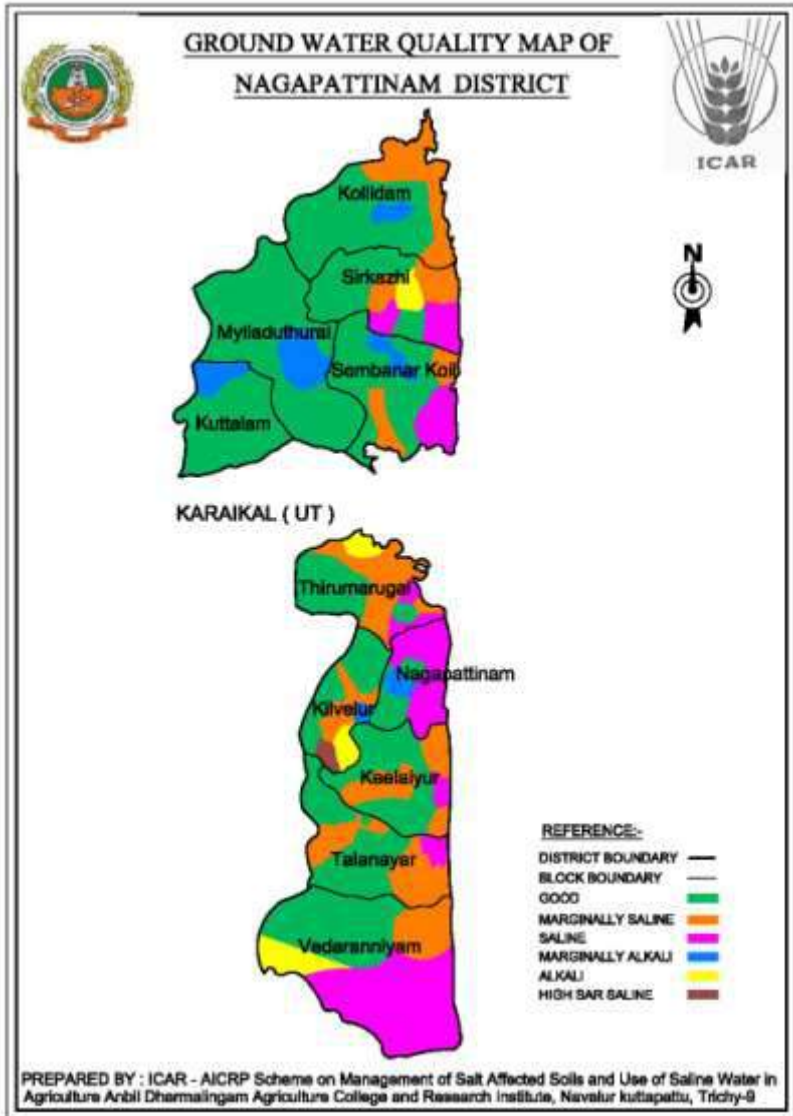 GROUND WATER QUALITY MAP OF
NAGAPATTINAM DISTRICT
ICAR
N
Kollidam
Sirkazhi
Myiladuthurai
Sembanar Koil
Kuttalam
KARAIKAL ( UT )
Thirumarugal
Nagapattinam
Kilvelur
Keelaiyur
Talanayar
Vedaranniyam
REFERENCE:-
DISTRICT BOUNDARY
BLOCK BOUNDARY
GOOD
MARGINALLY SALINE
SALINE
MARGINALLY ALKALI
ALKALI
HIGH SAR SALINE
PREPARED BY : ICAR - AICRP Scheme on Management of Salt Affected Soils and Use of Saline Water in
Agriculture Anbil Dharmalingam Agriculture College and Research Institute, Navalur kuttapattu, Trichy-9